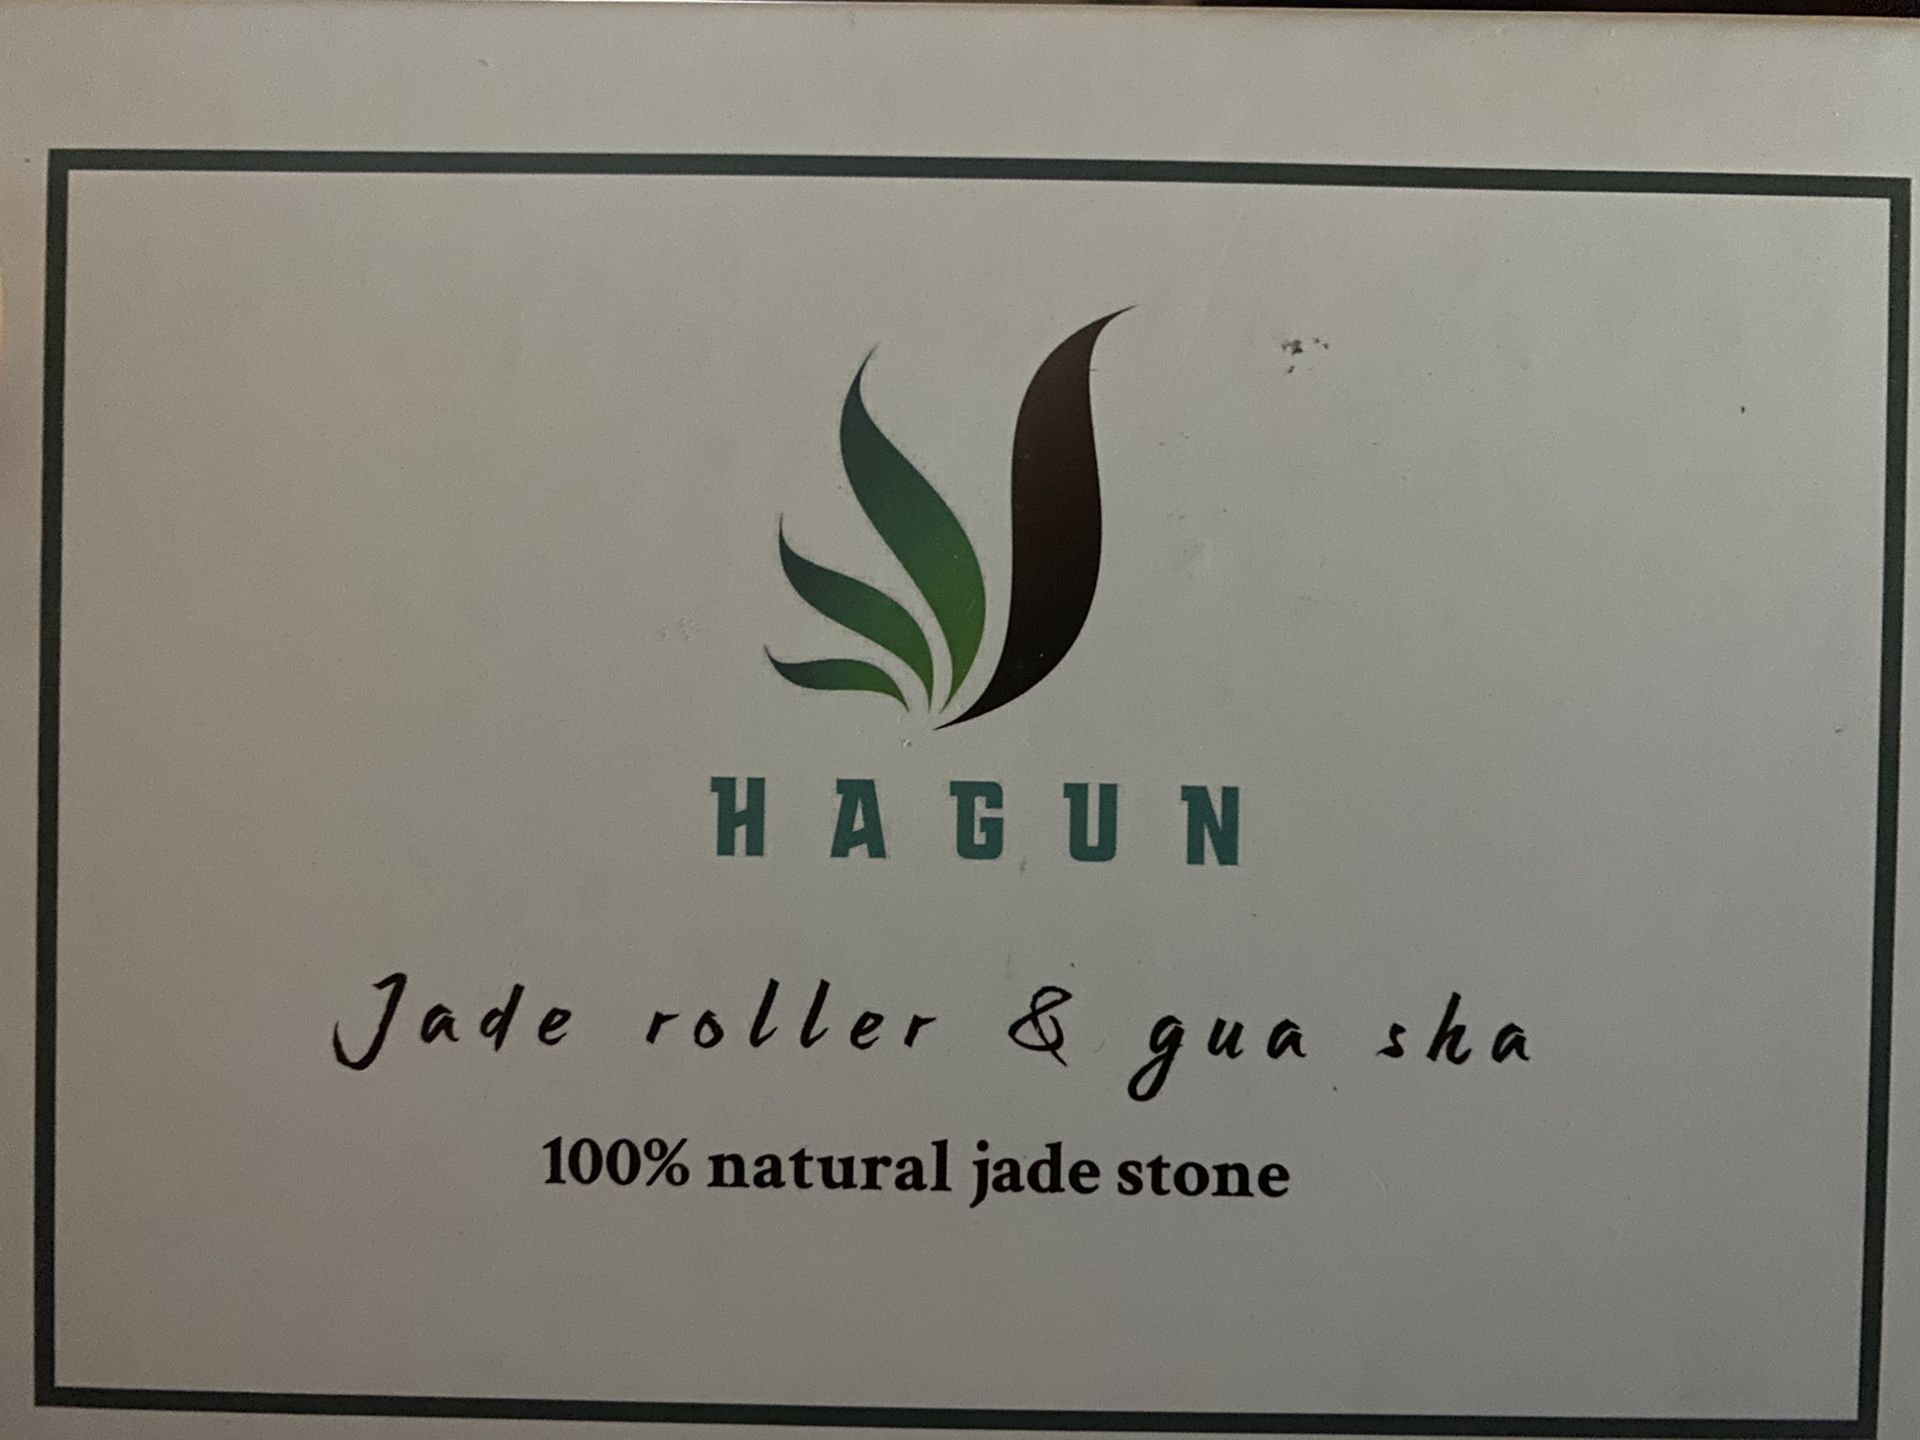 HAGUN
Jade roller & gua sha
100% natural jade stone